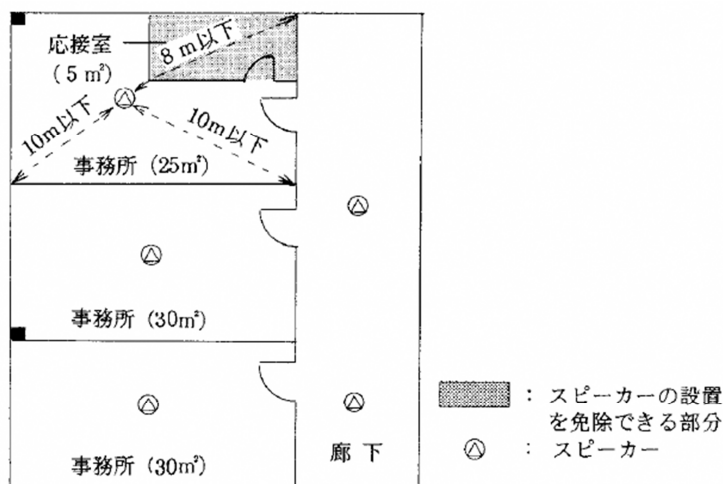 応接室
(5㎡)
8m以下
10m以下
10m以下
事務所 (25㎡)
事務所 (30㎡)
事務所 (30㎡)
廊下
：スピーカーの設置
を免除できる部分
：スピーカー